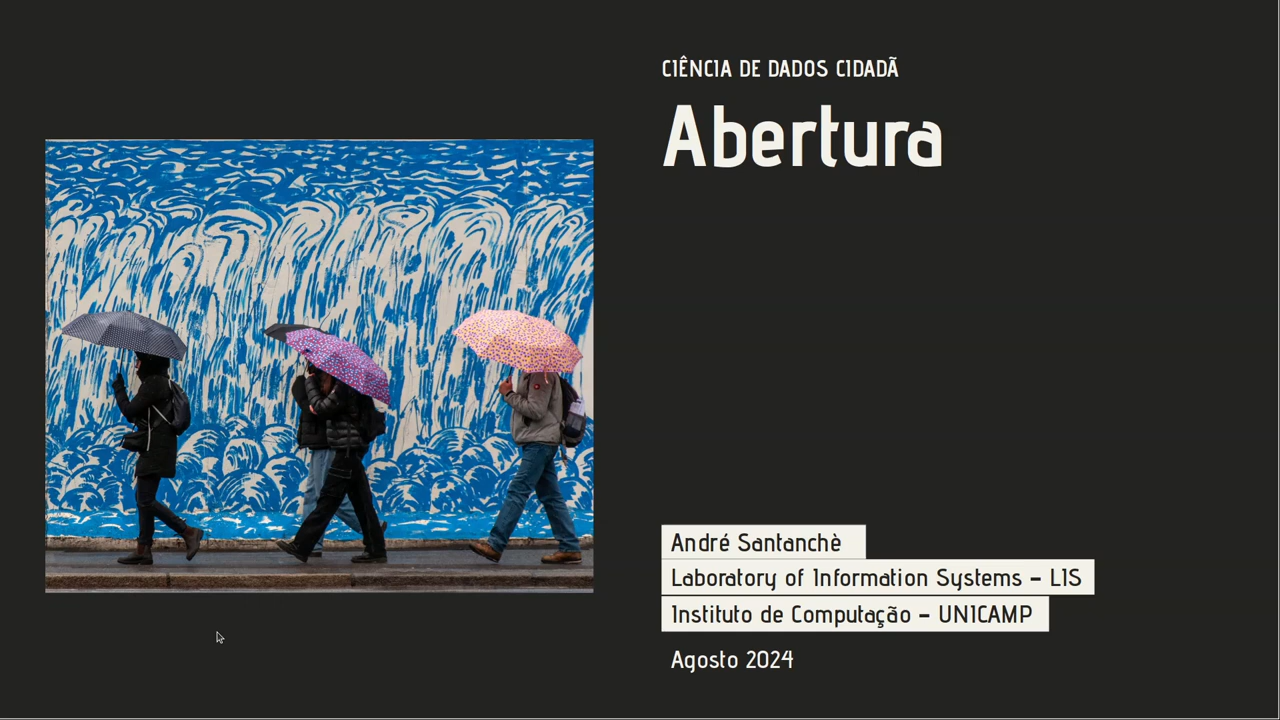 CIÊNCIA DE DADOS CIDADÃ
Abertura
André Santanchè
Laboratory of Information Systems – LIS
Instituto de Computação – UNICAMP
Agosto 2024